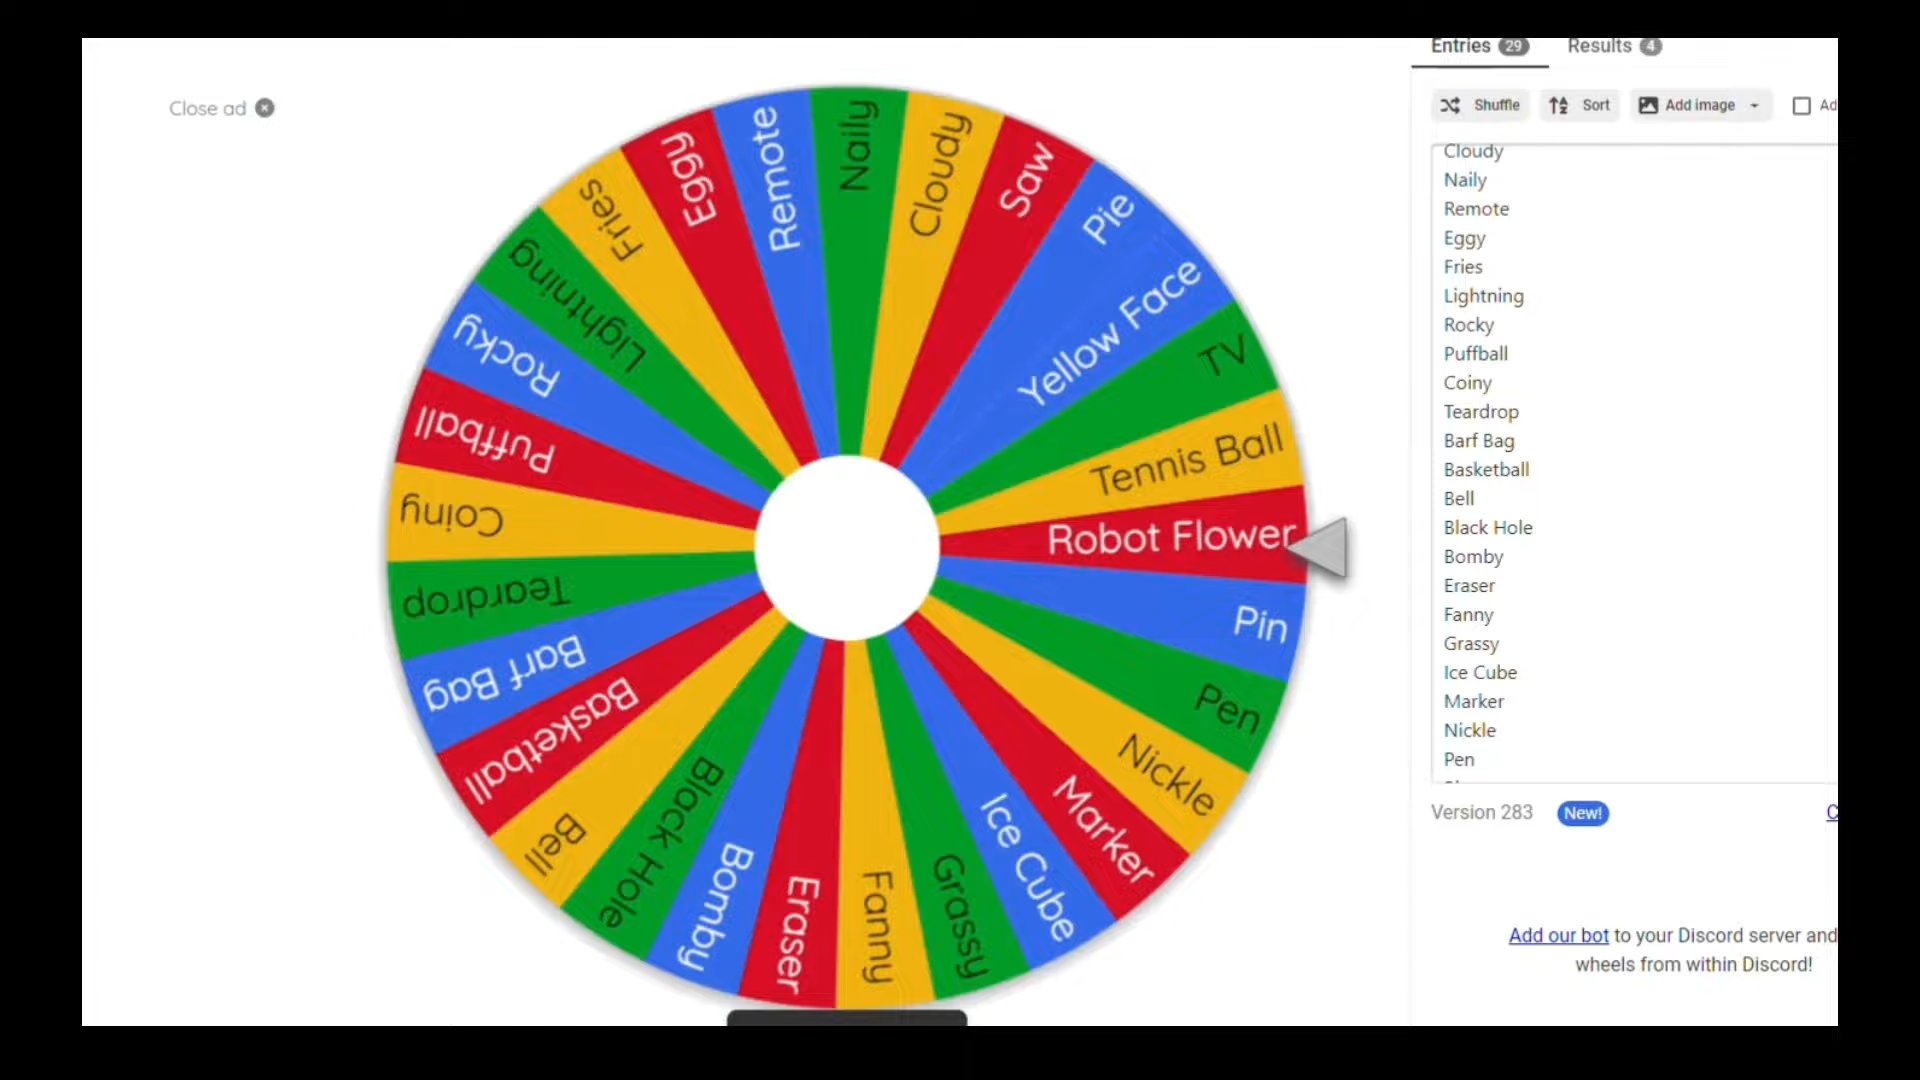 Entries 29 Results 4
Close ad
Shuffle Sort Add image Ad
Naily
Cloudy
Saw
Pie
Yellow Face
TV
Tennis Ball
Robot Flower
Pin
Pen
Nickle
Marker
Ice Cube
Grassy
Fanny
Eraser
Bomby
Black Hole
Bell
Basketball
Barf Bag
Teardrop
Coiny
Puffball
Rocky
Lightning
Fries
Eggy
Remote
Cloudy
Naily
Remote
Eggy
Fries
Lightning
Rocky
Puffball
Coiny
Teardrop
Barf Bag
Basketball
Bell
Black Hole
Bomby
Eraser
Fanny
Grassy
Ice Cube
Marker
Nickle
Pen
Version 283 New! C
Add our bot to your Discord server and
wheels from within Discord!